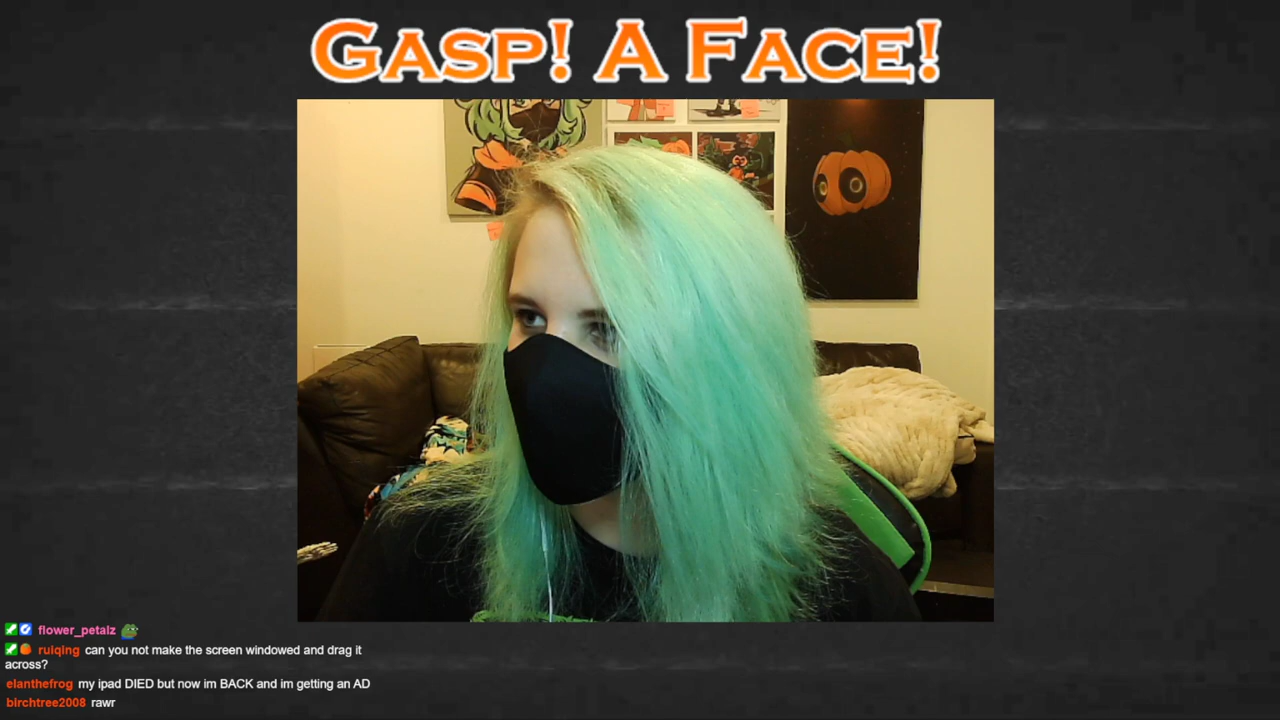 GASP! A FACE!
flower_petalz
ruiqing can you not make the screen windowed and drag it
across?
elanthefrog my ipad DIED but now im BACK and im getting an AD
birchtree2008 rawr